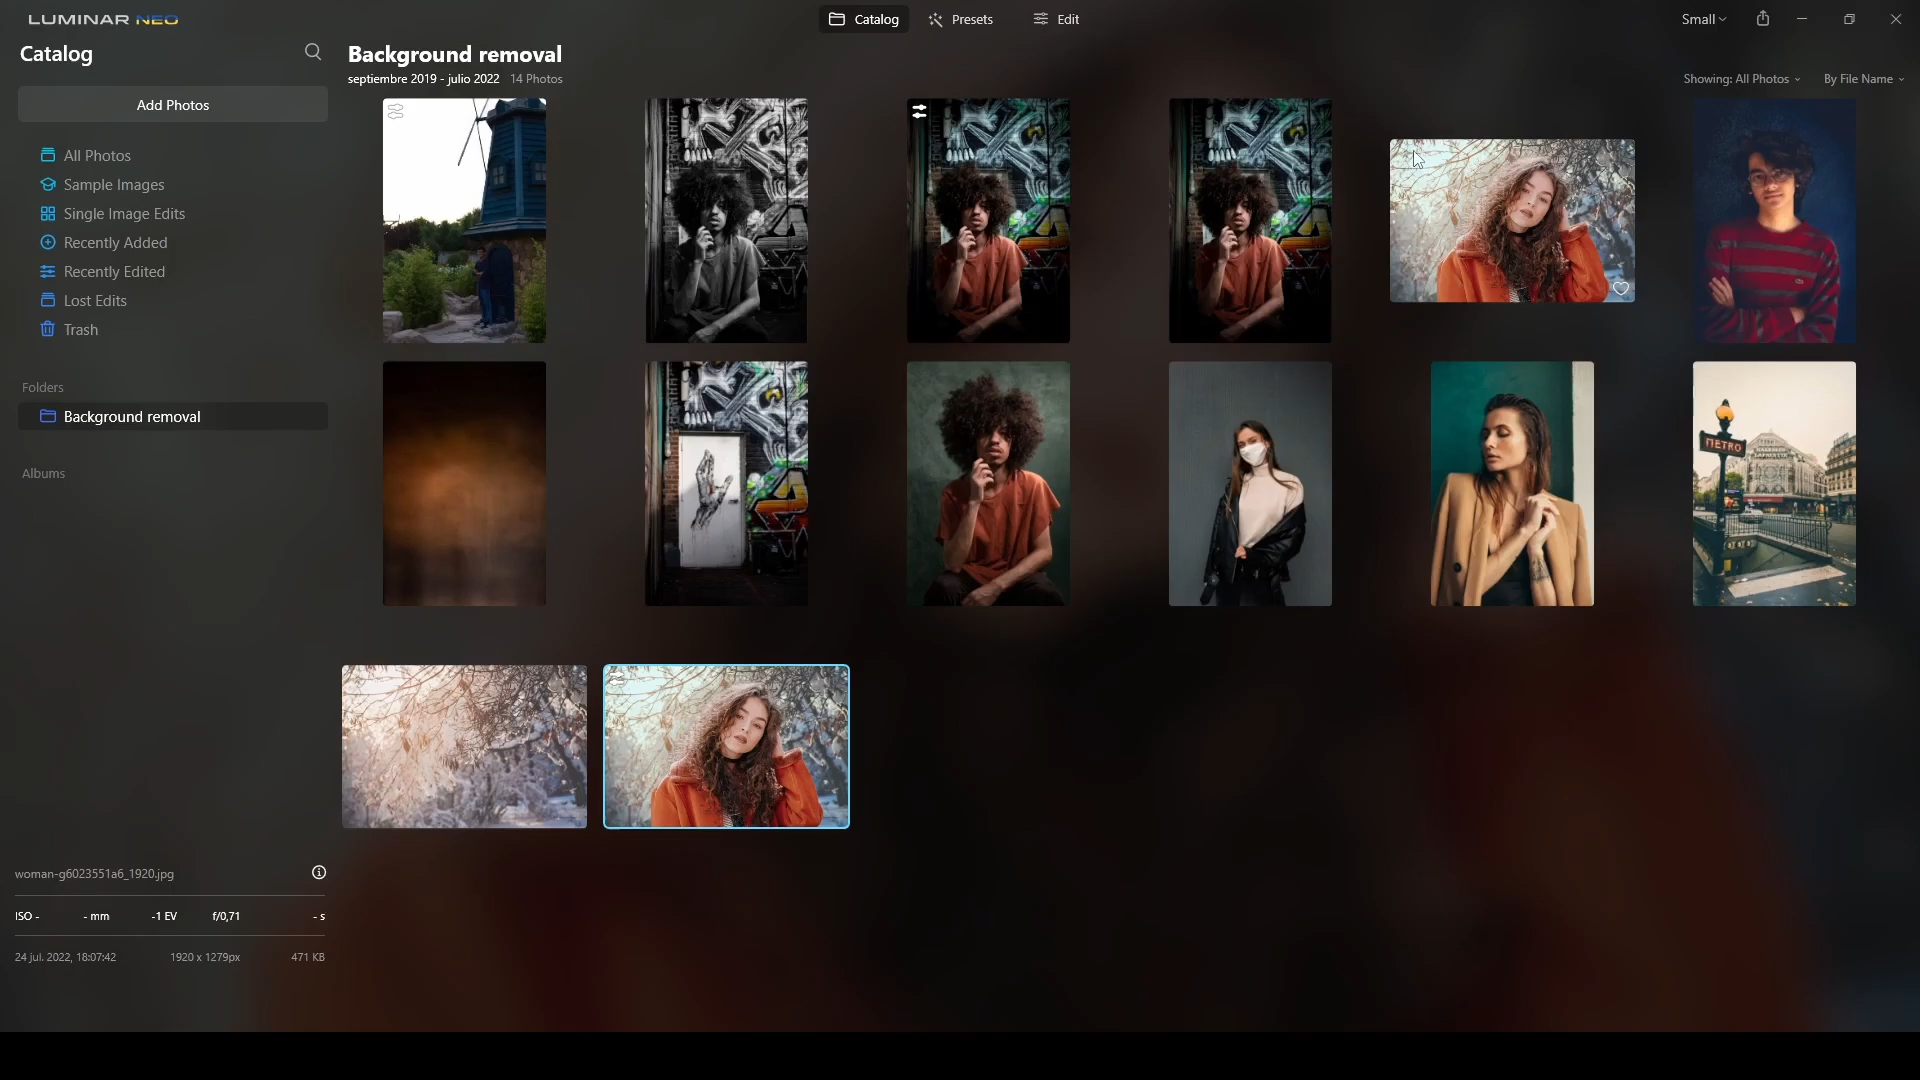 LUMINAR NEO
Catalog
Presets
Edit
Small
Catalog
Background removal
septiembre 2019 - julio 2022 14 Photos
Showing: All Photos
By File Name
Add Photos
All Photos
Sample Images
Single Image Edits
Recently Added
Recently Edited
Lost Edits
Trash
Folders
Background removal
Albums
METRO
woman-g6023551a6_1920.jpg
ISO - - mm -1 EV f/0,71 - s
24 jul. 2022, 18:07:42 1920 x 1279px 471 KB